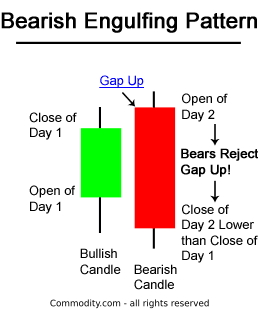 Bearish Engulfing Pattern
Gap Up
Close of
Day 1
Open of
Day 1
Bullish
Candle
Bearish
Candle
Open of
Day 2
Bears Reject
Gap Up!
Close of
Day 2 Lower
than Close of
Day 1
Commodity.com - all rights reserved